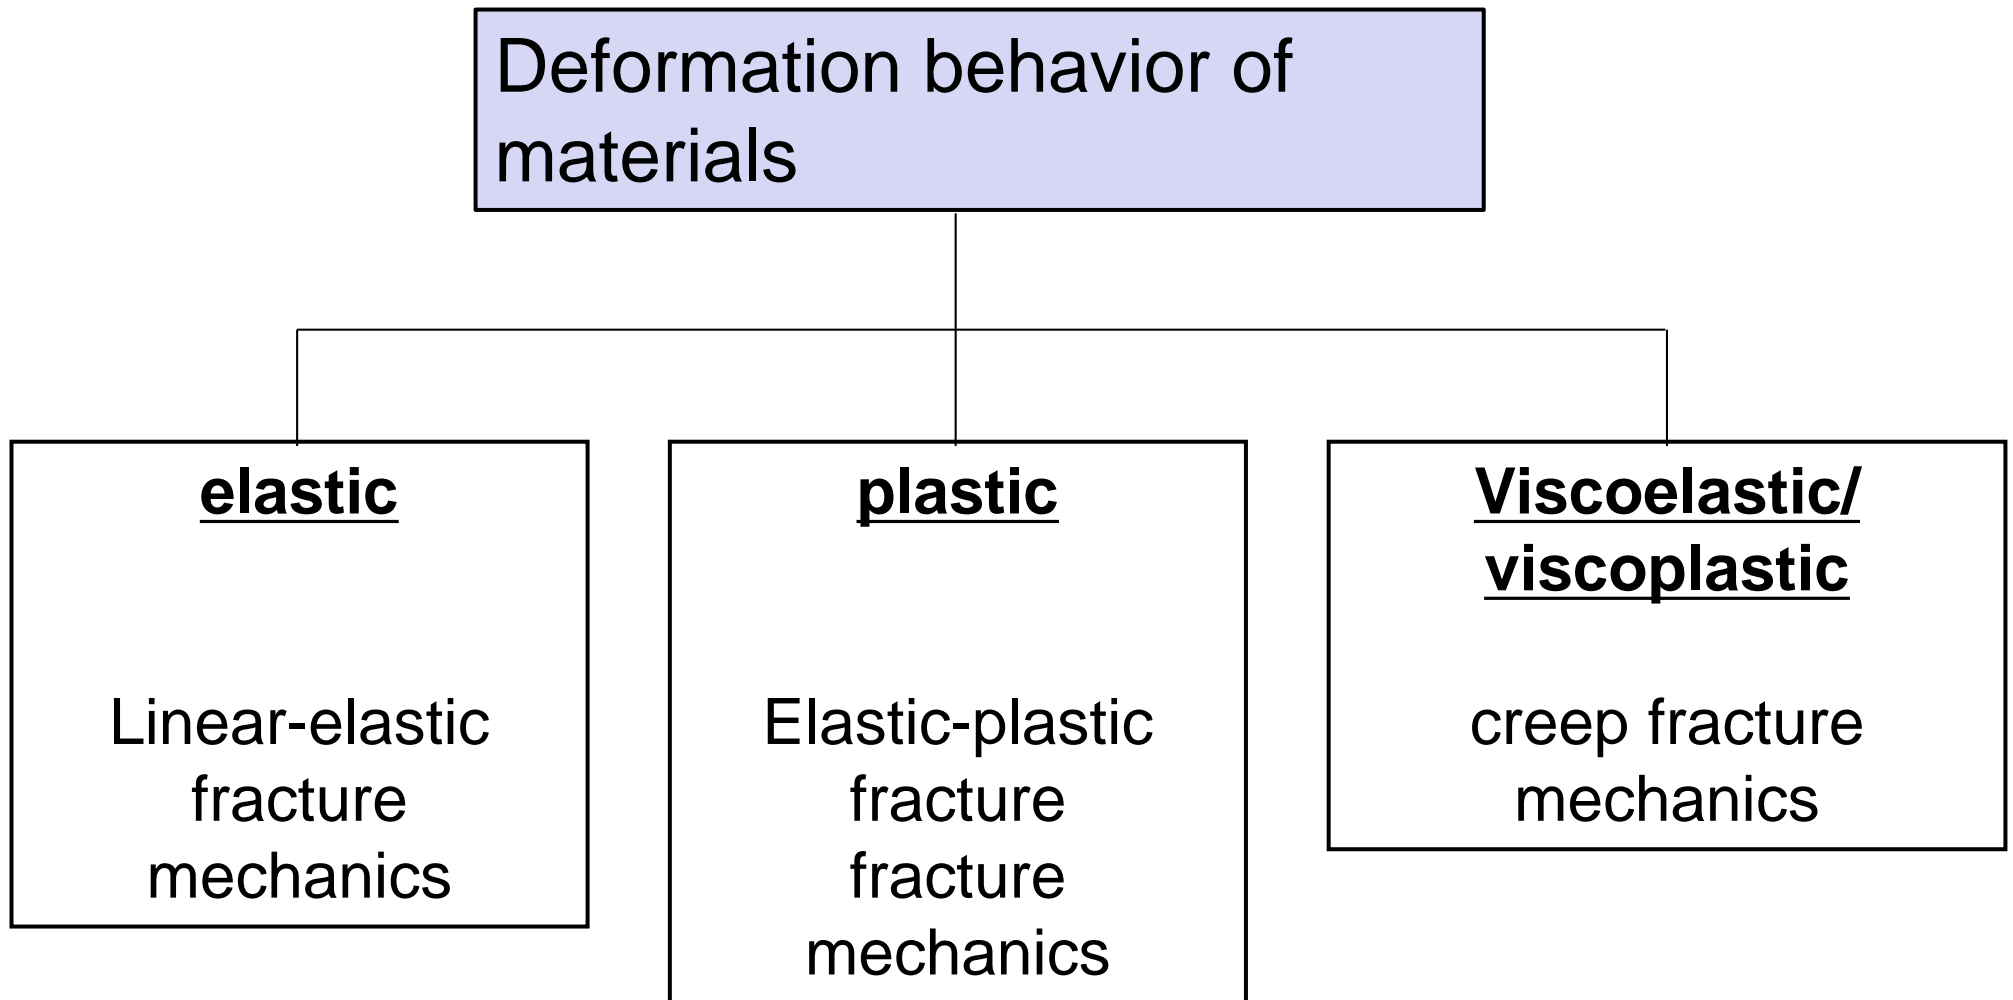 Deformation behavior of
materials
elastic
Linear-elastic
fracture
mechanics
plastic
Elastic-plastic
fracture
fracture
mechanics
Viscoelastic/
viscoplastic
creep fracture
mechanics